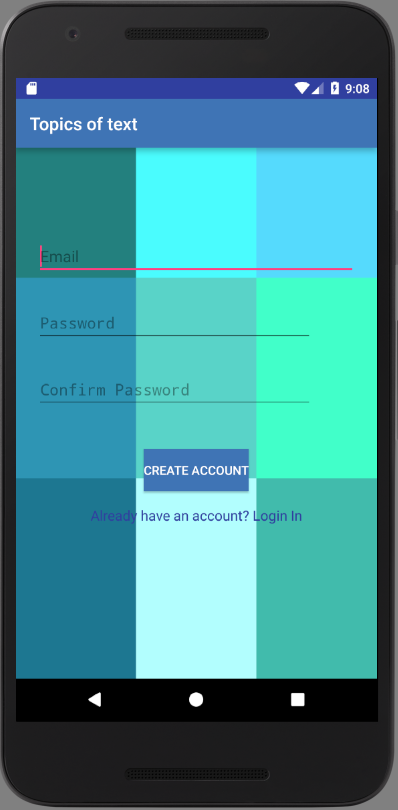 9:08
Topics of text
Email
Password
Confirm Password
CREATE ACCOUNT
Already have an account? Login In